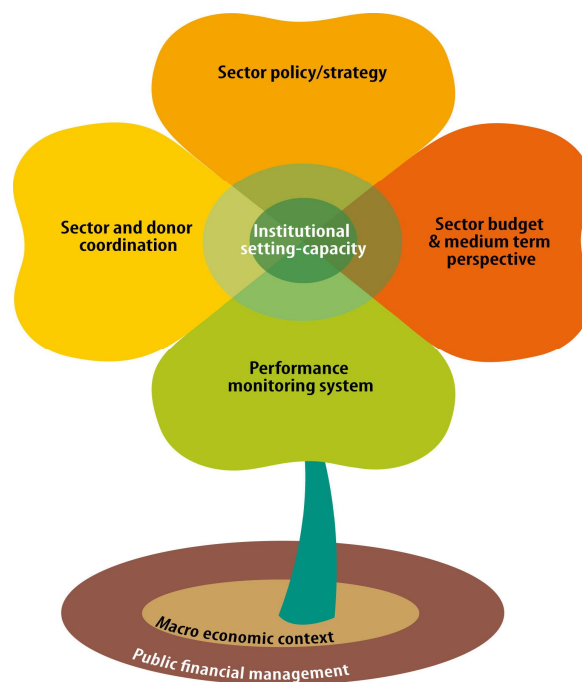 Sector policy/strategy
Sector and donor
coordination
Institutional
setting-capacity
Sector budget
& medium term
perspective
Performance
monitoring system
Macro economic context
Public financial management